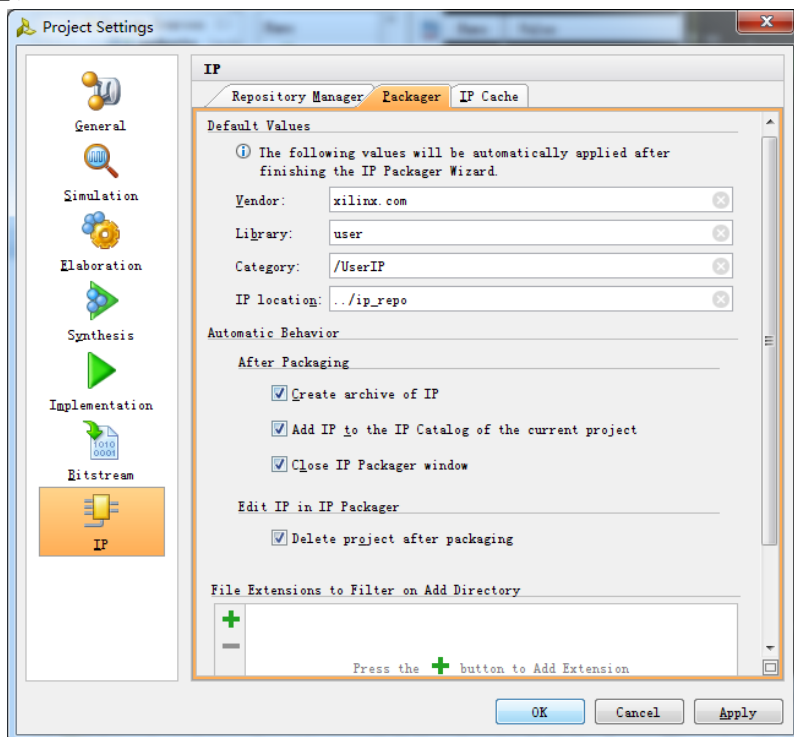 Project Settings
General
Simulation
Elaboration
Synthesis
Implementation
1010
0001
Bitstream
IP
IP
Repository Manager
Packager
IP Cache
Default Values
The following values will be automatically applied after
finishing the IP Packager Wizard.
Vendor: xilinx.com
Library: user
Category: /UserIP
IP location: ../ip_repo
Automatic Behavior
After Packaging
Create archive of IP
Add IP to the IP Catalog of the current project
Close IP Packager window
Edit IP in IP Packager
Delete project after packaging
File Extensions to Filter on Add Directory
Press the + button to Add Extension
OK
Cancel
Apply